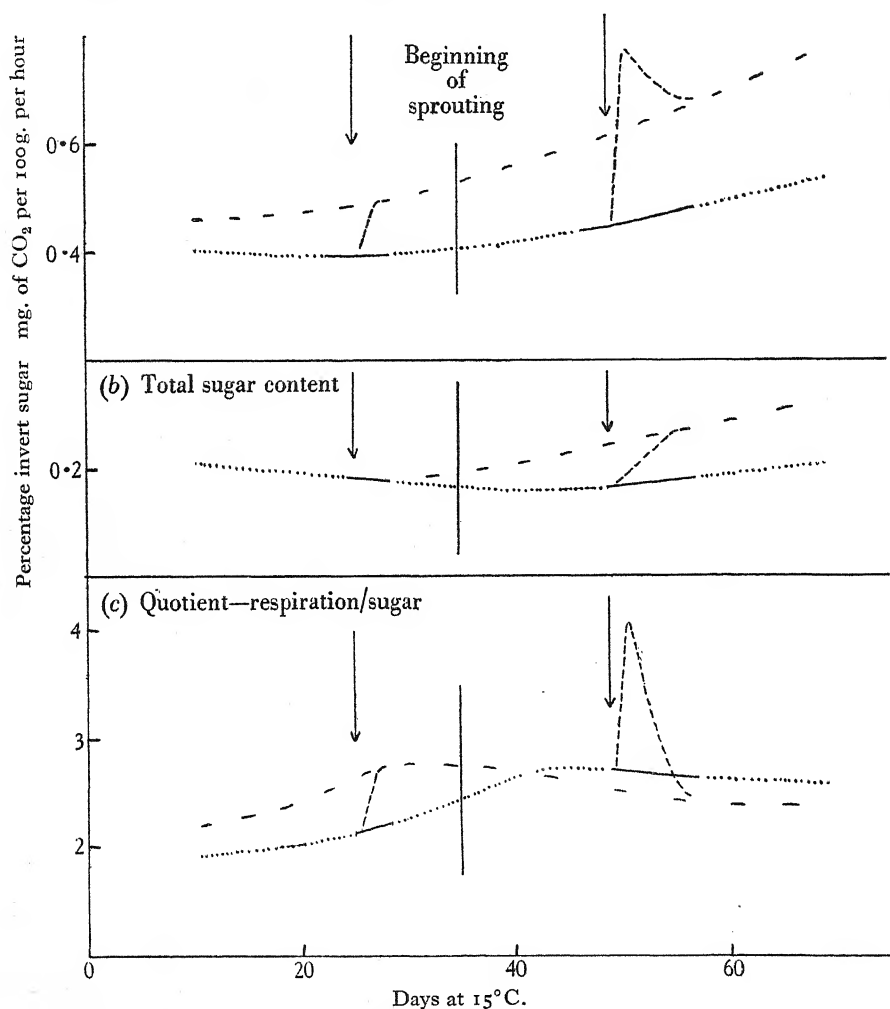 mg. of CO₂ per 100g. per hour
Percentage invert sugar
Beginning
of
sprouting
0·6
0·4
(b) Total sugar content
0·2
(c) Quotient—respiration/sugar
4
3
2
0
20
40
60
Days at 15°C.